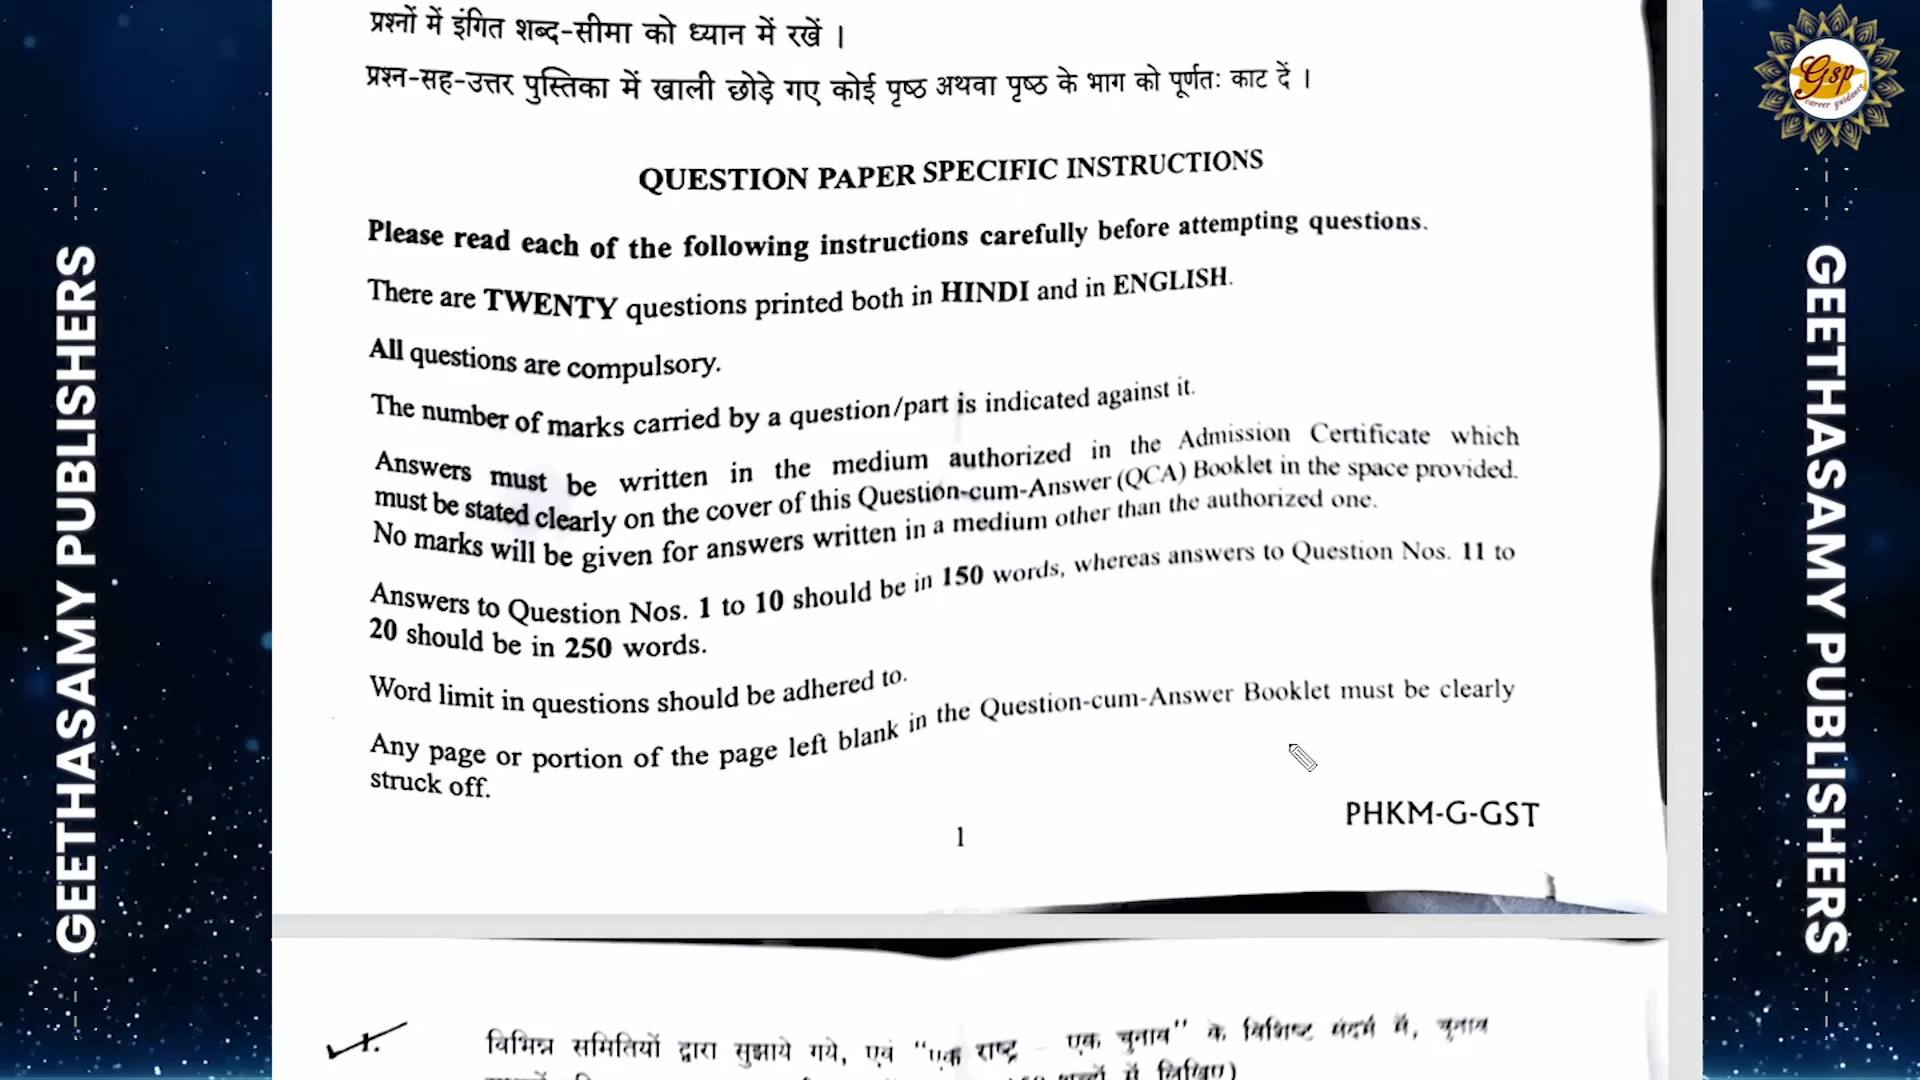 प्रश्नों में इंगित शब्द-सीमा को ध्यान में रखें ।
प्रश्न-सह-उत्तर पुस्तिका में खाली छोड़े गए कोई पृष्ठ अथवा पृष्ठ के भाग को पूर्णतः काट दें ।
QUESTION PAPER SPECIFIC INSTRUCTIONS
Please read each of the following instructions carefully before attempting questions.
There are TWENTY questions printed both in HINDI and in ENGLISH.
All questions are compulsory.
The number of marks carried by a question/part is indicated against it.
Answers must be written in the medium authorized in the Admission Certificate which
must be stated clearly on the cover of this Question-cum-Answer (QCA) Booklet in the space provided.
No marks will be given for answers written in a medium other than the authorized one.
Answers to Question Nos. 1 to 10 should be in 150 words, whereas answers to Question Nos. 11 to
20 should be in 250 words.
Word limit in questions should be adhered to.
Any page or portion of the page left blank in the Question-cum-Answer Booklet must be clearly
struck off.
PHKM-G-GST
1
1.
विभिन्न समितियों द्वारा सुझाये गये, एवं "एक राष्ट्र – एक चुनाव" के विशिष्ट संदर्भ में, चुनाव
शब्दों में लिखिए)
GEETHASAMY PUBLISHERS
GEETHASAMY PUBLISHERS
Gsp
career guidance